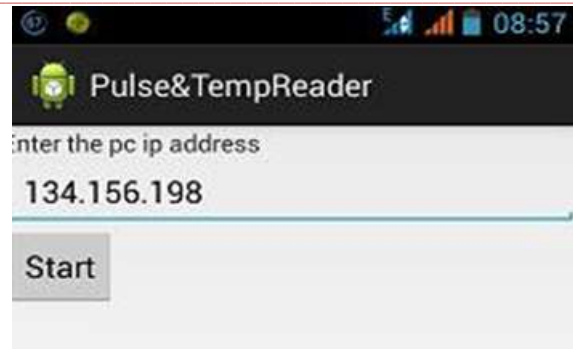 E 08:57
Pulse&TempReader
Enter the pc ip address
134.156.198
Start